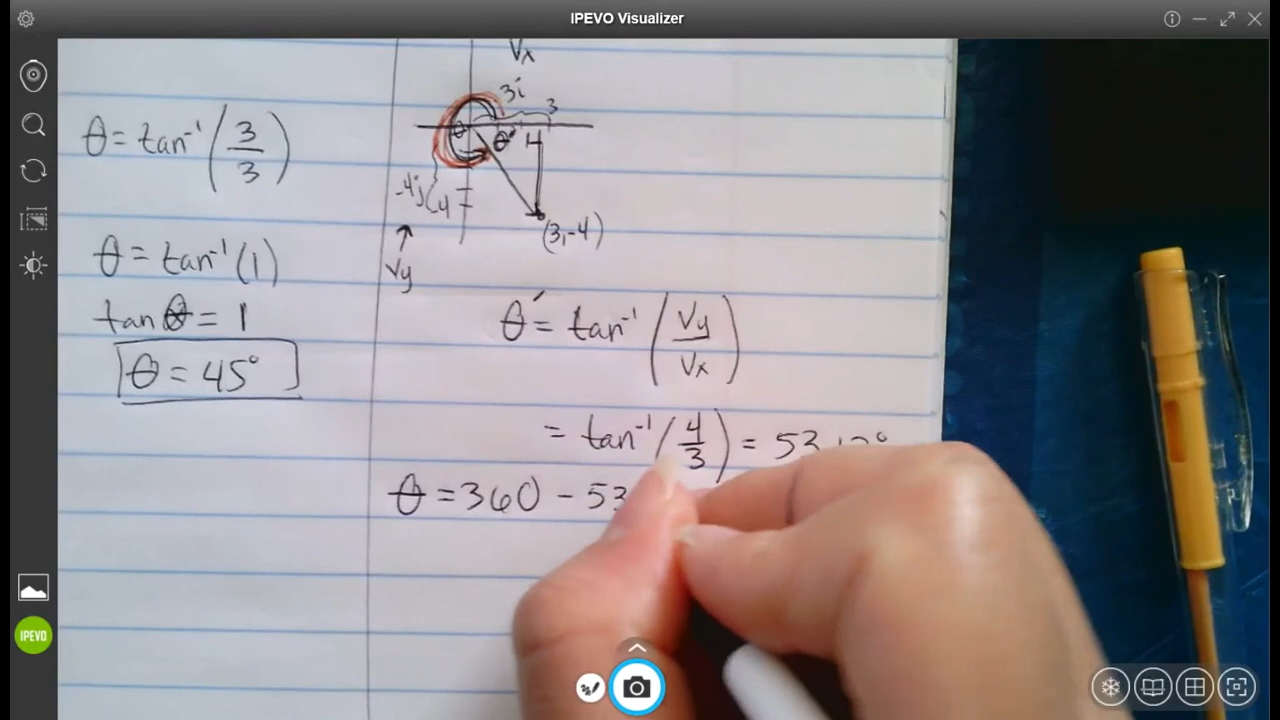 IPEVO Visualizer
Vx
3i
3
θ = tan⁻¹(3/3)
θ
θ'
4
-4j
4
(3,-4)
Vy
θ = tan⁻¹(1)
tan θ = 1
θ = 45°
θ' = tan⁻¹(Vy/Vx)
= tan⁻¹(4/3) = 53
θ = 360 - 53
IPEVO